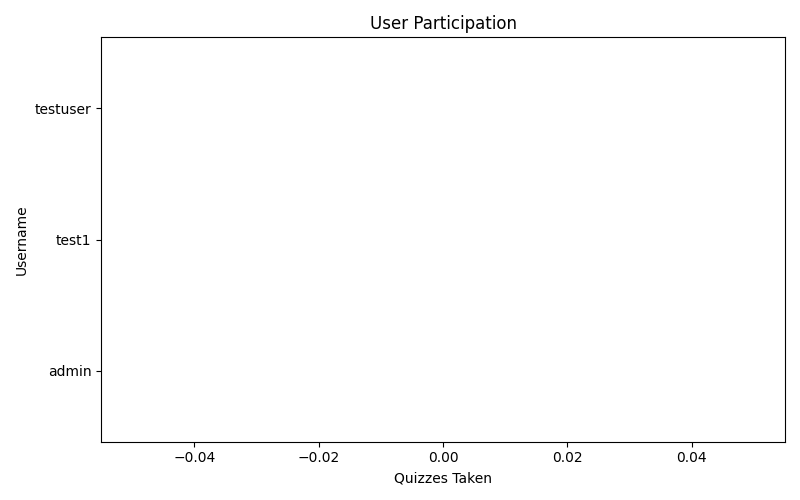 User Participation
testuser
test1
admin
Username
−0.04
−0.02
0.00
0.02
0.04
Quizzes Taken